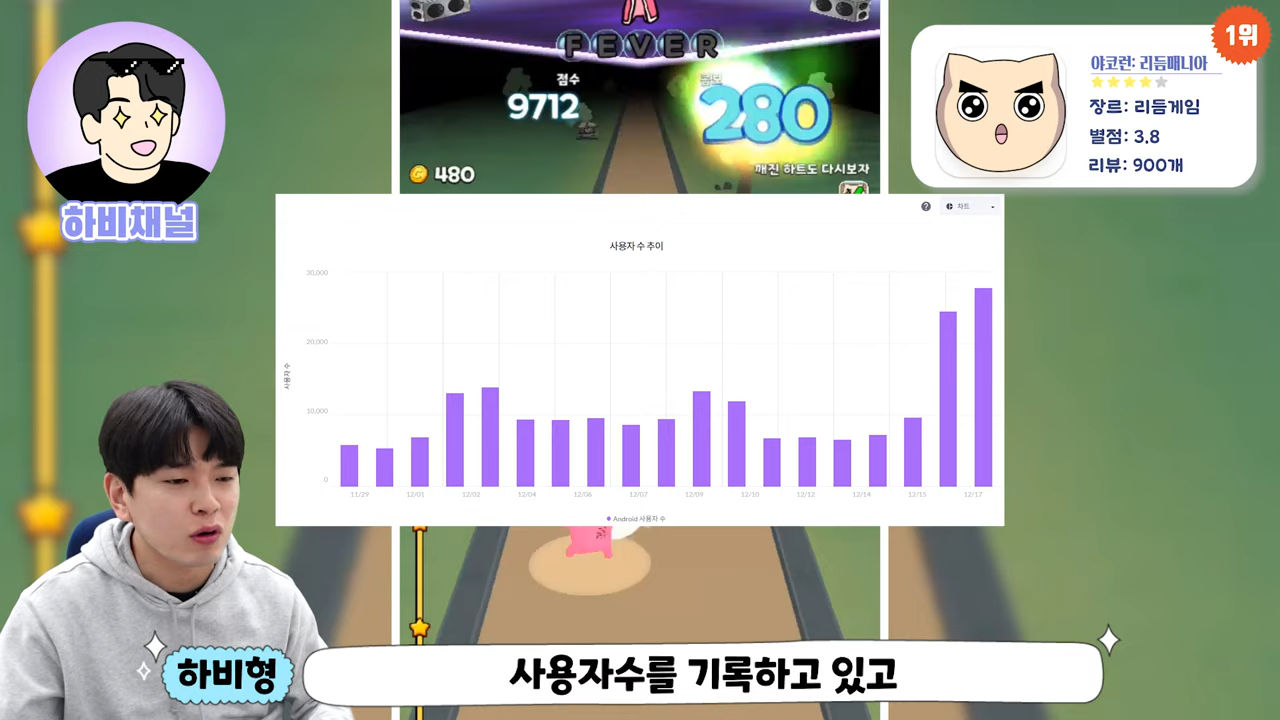 FEVER
점수
9712
콤보
280
480
깨진 하트도 다시보자
하비채널
1위
야코런: 리듬매니아
장르: 리듬게임
별점: 3.8
리뷰: 900개
차트
사용자 수 추이
사용자 수
30,000
20,000
10,000
0
11/29 12/01 12/02 12/04 12/06 12/07 12/09 12/10 12/12 12/14 12/15 12/17
Android 사용자 수
하비형
사용자수를 기록하고 있고